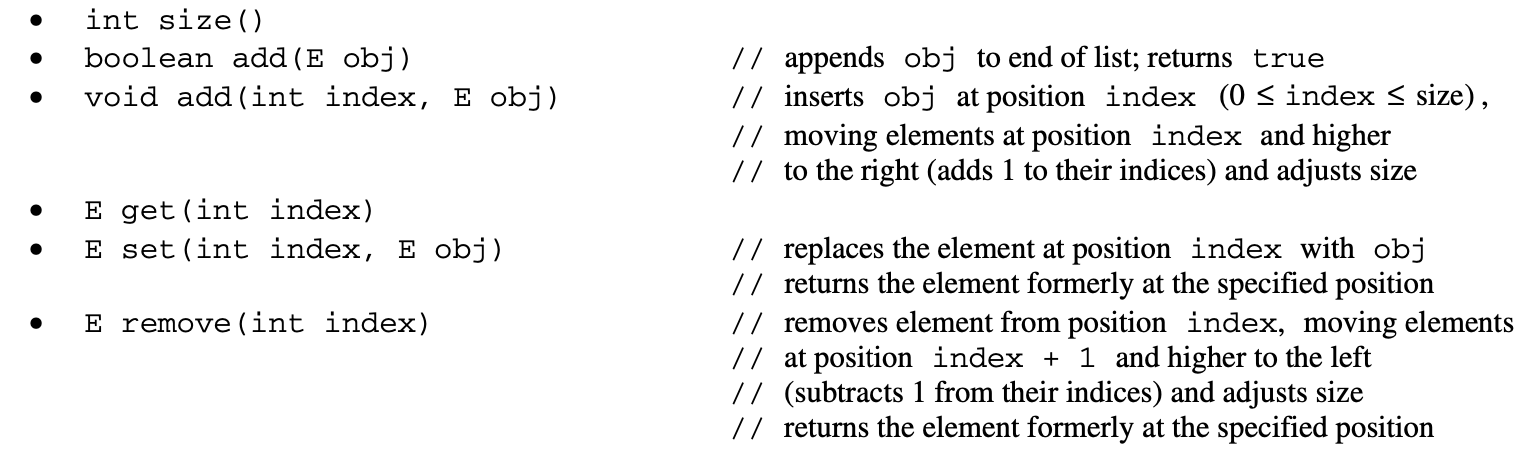 • int size()
• boolean add(E obj) // appends obj to end of list; returns true
• void add(int index, E obj) // inserts obj at position index (0 ≤ index ≤ size),
// moving elements at position index and higher
// to the right (adds 1 to their indices) and adjusts size
• E get(int index)
• E set(int index, E obj) // replaces the element at position index with obj
// returns the element formerly at the specified position
• E remove(int index) // removes element from position index, moving elements
// at position index + 1 and higher to the left
// (subtracts 1 from their indices) and adjusts size
// returns the element formerly at the specified position